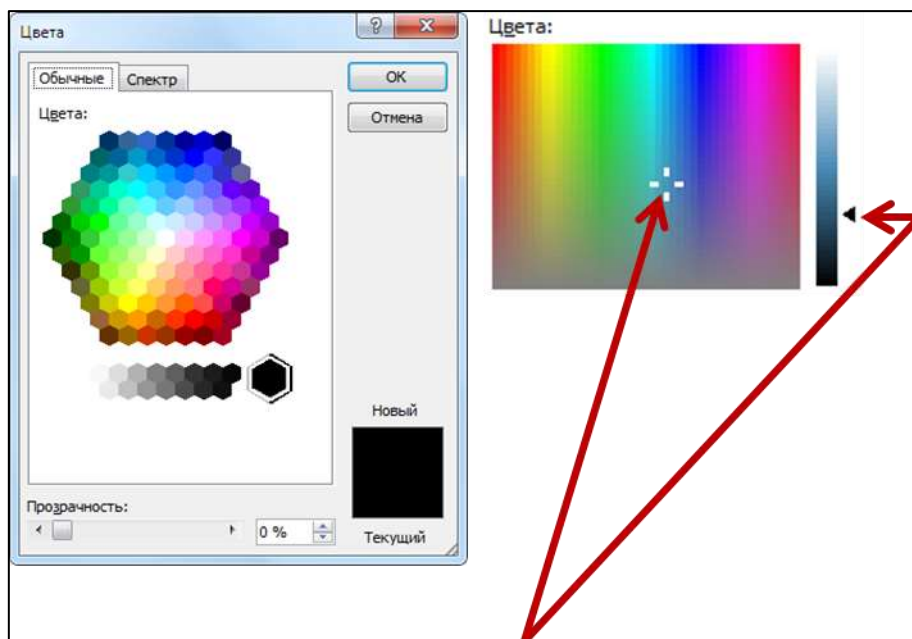 Цвета
?
Обычные
Спектр
ОК
Отмена
Цвета:
Новый
Текущий
Прозрачность:
0 %
Цвета: